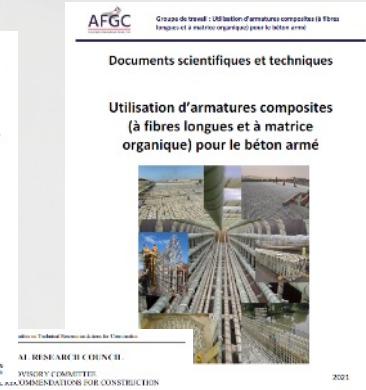 AFGC
Groupe de travail : Utilisation d'armatures composites (à fibres
longues et à matrice organique) pour le béton armé
Documents scientifiques et techniques
Utilisation d'armatures composites
(à fibres longues et à matrice
organique) pour le béton armé
AL RESEARCH COUNCIL
VISORY COMMITTEE
COMMENDATIONS FOR CONSTRUCTION
2021